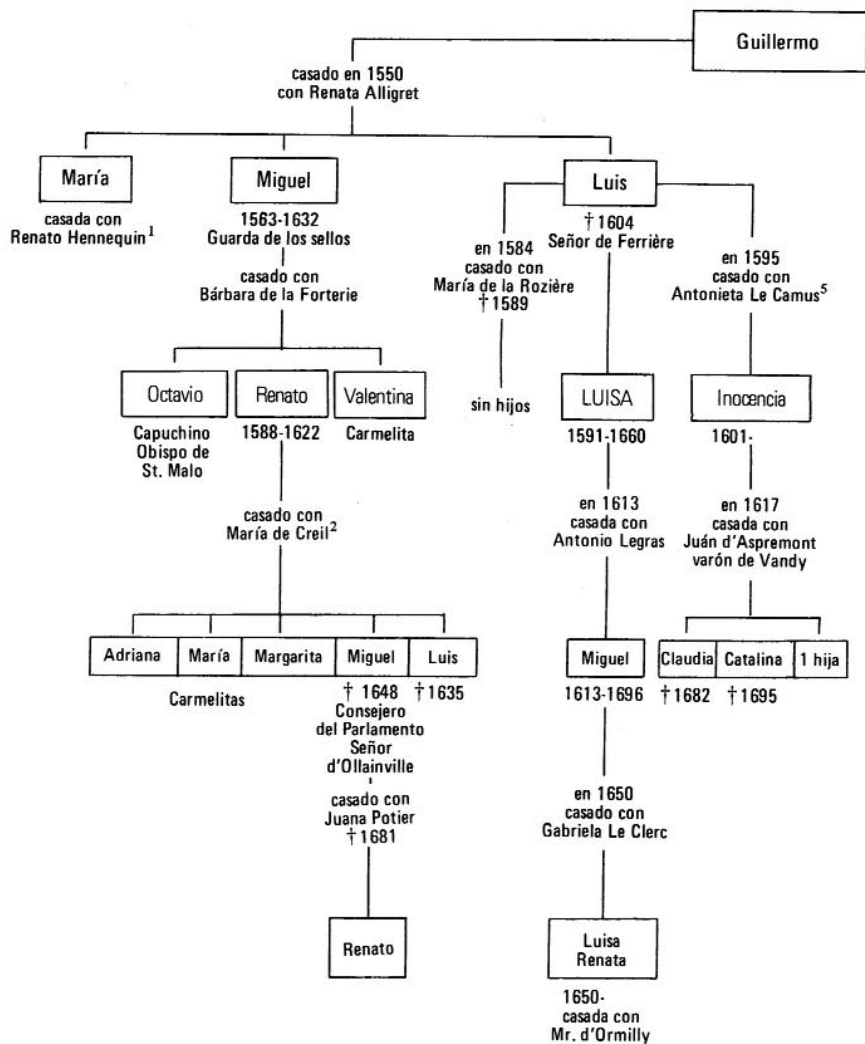 Guillermo
casado en 1550
con Renata Alligret
María
Miguel
Luis
casada con
Renato Hennequin¹
1563-1632
Guarda de los sellos
casado con
Bárbara de la Forterie
en 1584
casado con
María de la Rozière
†1589
sin hijos
†1604
Señor de Ferrière
en 1595
casado con
Antonieta Le Camus⁵
Octavio
Renato
Valentina
LUISA
Inocencia
Capuchino
Obispo de
St. Malo
1588-1622
Carmelita
1591-1660
1601-
casado con
María de Creil²
en 1613
casada con
Antonio Legras
en 1617
casada con
Juán d'Aspremont
varón de Vandy
Adriana
María
Margarita
Miguel
Luis
Miguel
Claudia
Catalina
1 hija
Carmelitas
†1648
Consejero
del Parlamento
Señor
d'Ollainville
†1635
1613-1696
†1682
†1695
casado con
Juana Potier
†1681
en 1650
casado con
Gabriela Le Clerc
Renato
Luisa
Renata
1650-
casada con
Mr. d'Ormilly